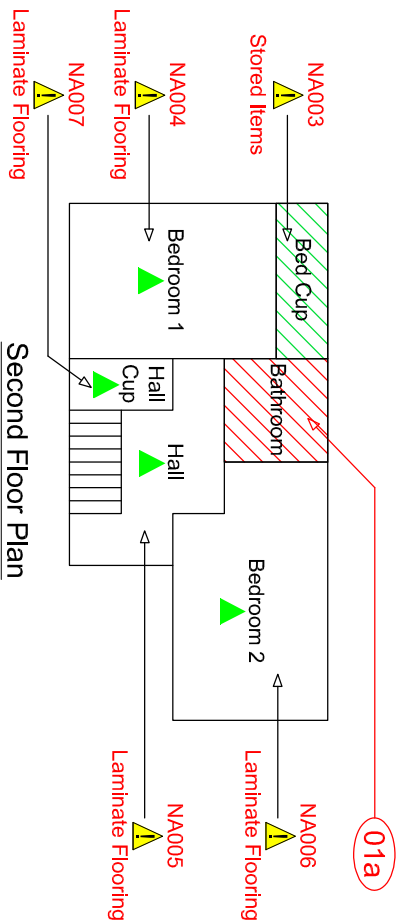 01a
NA003
Stored Items
NA006
Laminate Flooring
Bed Cup
Bathroom
Bedroom 2
Bedroom 1
Hall
Hall
Cup
NA004
Laminate Flooring
NA005
Laminate Flooring
NA007
Laminate Flooring
Second Floor Plan